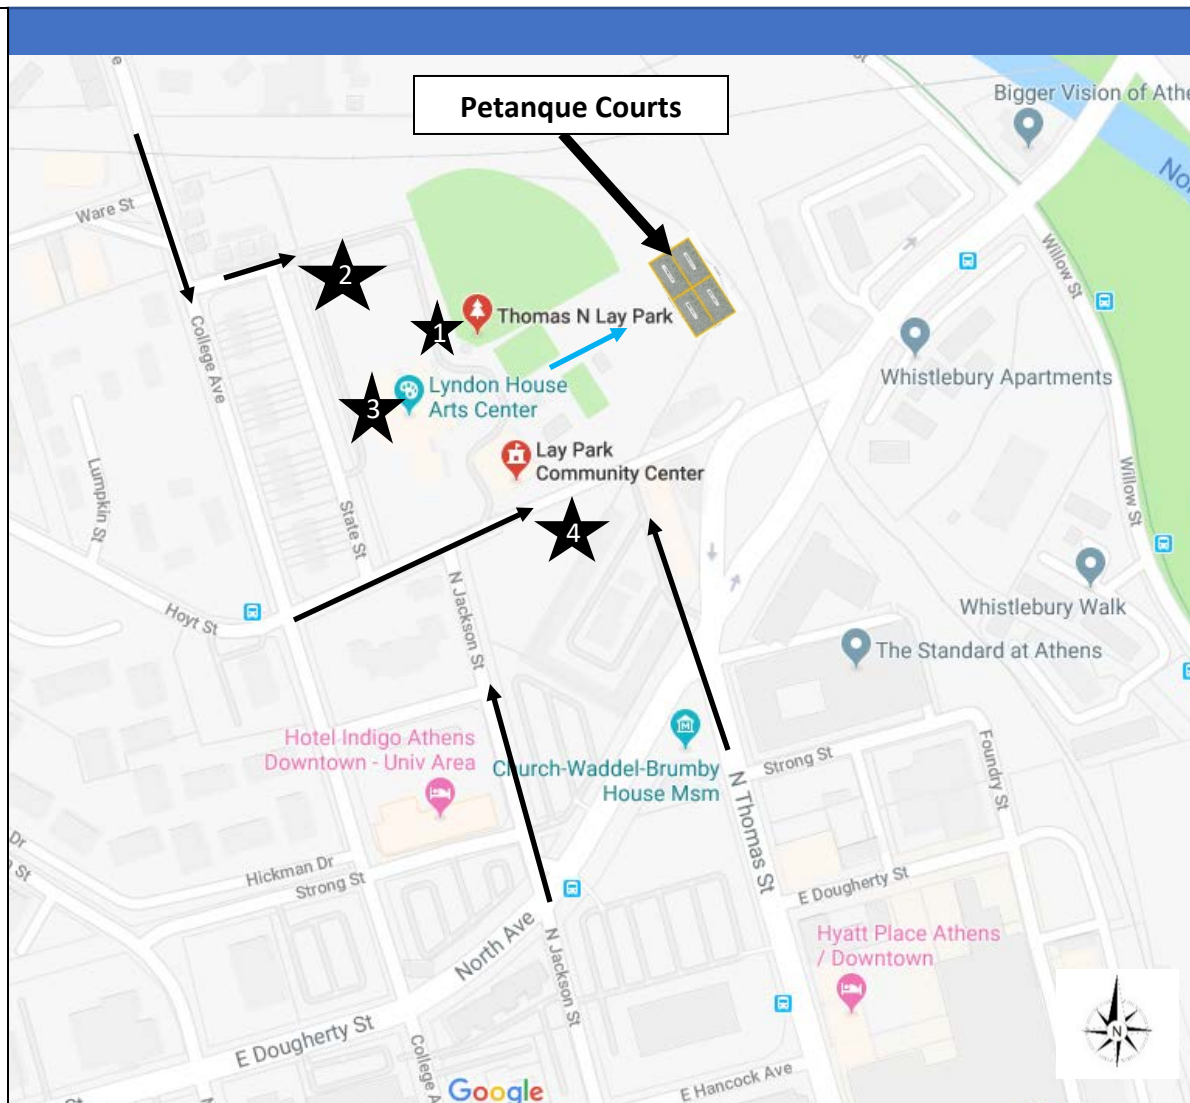 e
St
Petanque Courts
Bigger Vision of Athe
Nor
Ware St
2
Willow St
1
Thomas N Lay Park
College Ave
Whistlebury Apartments
Lyndon House
Arts Center
3
Lay Park
Community Center
Lumpkin St
Willow St
State St
4
N Jackson St
Hoyt St
Whistlebury Walk
The Standard at Athens
Hotel Indigo Athens
Downtown - Univ Area
Church-Waddel-Brumby
House Msm
Strong St
Foundry St
N Thomas St
Dr
St
Hickman Dr
Strong St
E Dougherty St
North Ave
N Jackson St
Hyatt Place Athens
/ Downtown
E Dougherty St
N
College A
E Hancock Ave
Google